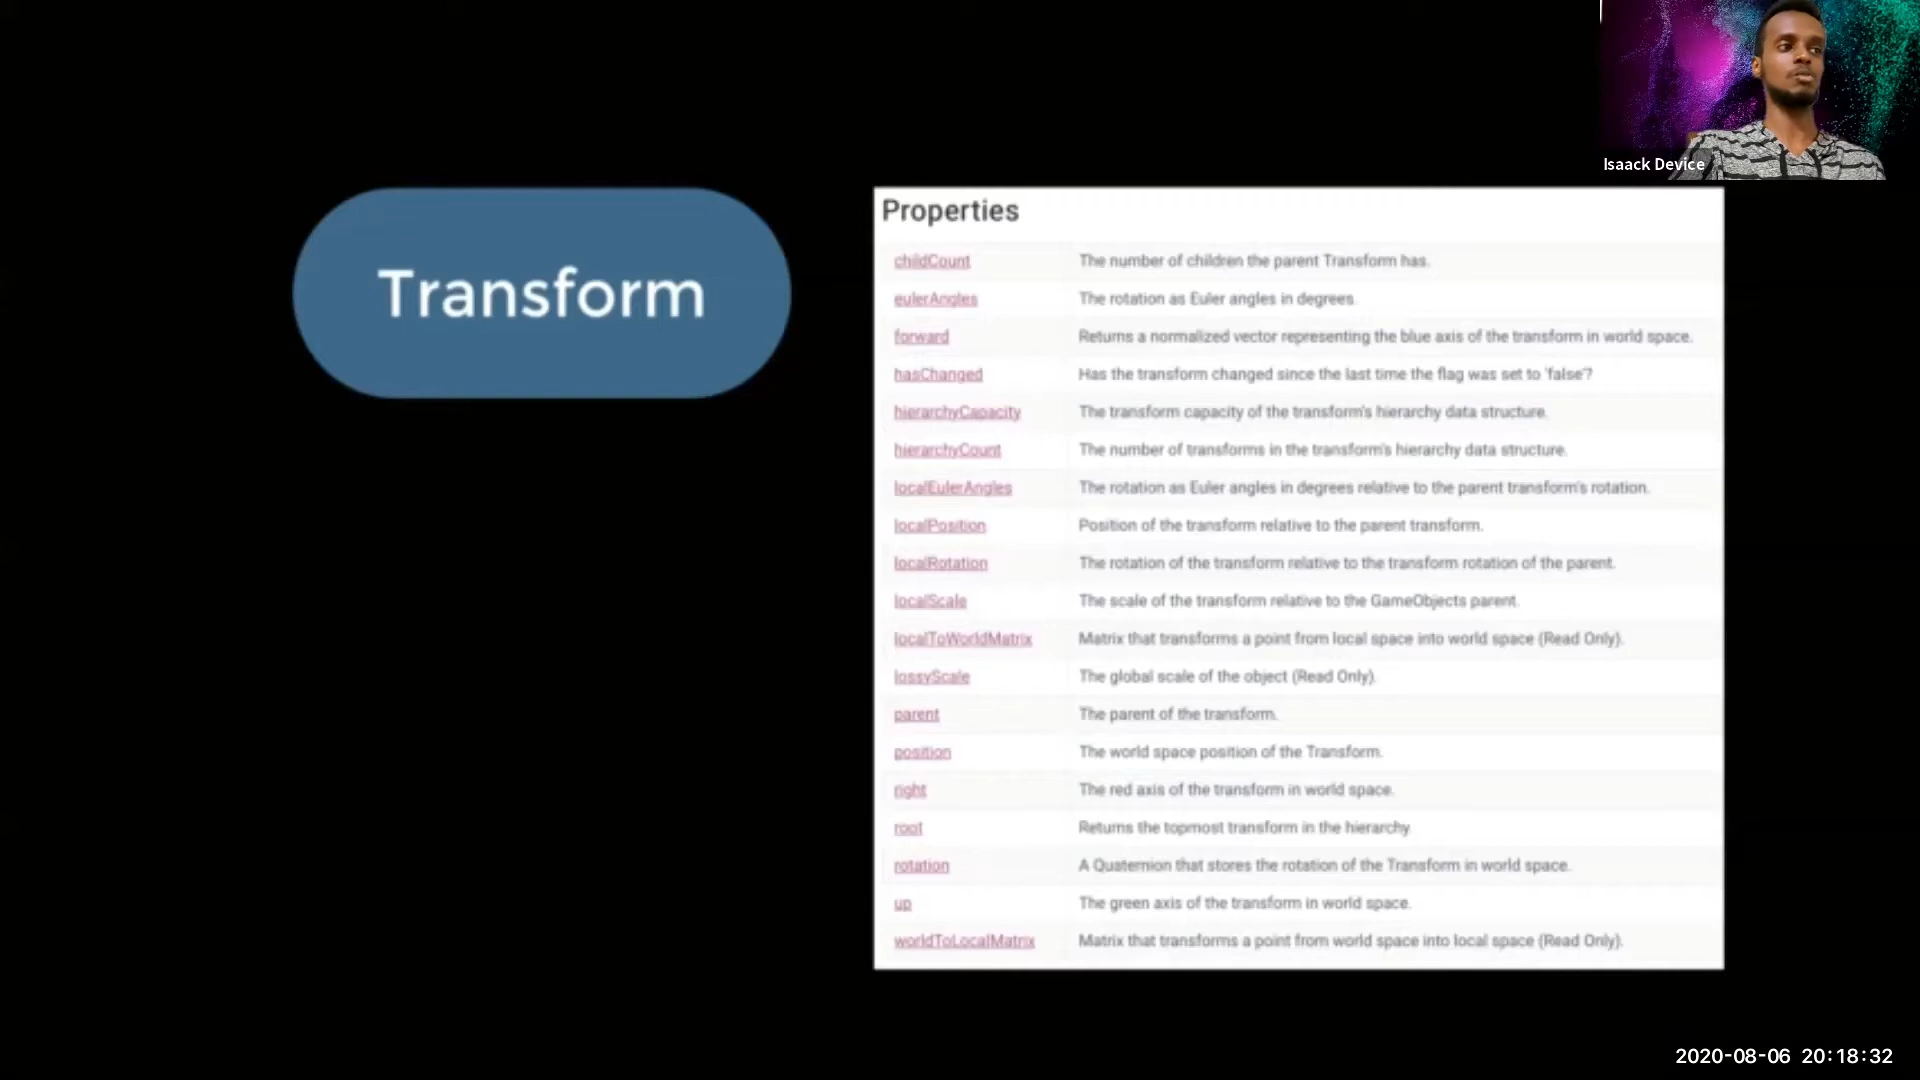 Isaack Device
Transform
Properties
childCount The number of children the parent Transform has.
eulerAngles The rotation as Euler angles in degrees.
forward Returns a normalized vector representing the blue axis of the transform in world space.
hasChanged Has the transform changed since the last time the flag was set to 'false'?
hierarchyCapacity The transform capacity of the transform's hierarchy data structure.
hierarchyCount The number of transforms in the transform's hierarchy data structure.
localEulerAngles The rotation as Euler angles in degrees relative to the parent transform's rotation.
localPosition Position of the transform relative to the parent transform.
localRotation The rotation of the transform relative to the transform rotation of the parent.
localScale The scale of the transform relative to the GameObjects parent.
localToWorldMatrix Matrix that transforms a point from local space into world space (Read Only).
lossyScale The global scale of the object (Read Only).
parent The parent of the transform.
position The world space position of the Transform.
right The red axis of the transform in world space.
root Returns the topmost transform in the hierarchy.
rotation A Quaternion that stores the rotation of the Transform in world space.
up The green axis of the transform in world space.
worldToLocalMatrix Matrix that transforms a point from world space into local space (Read Only).
2020-08-06 20:18:32